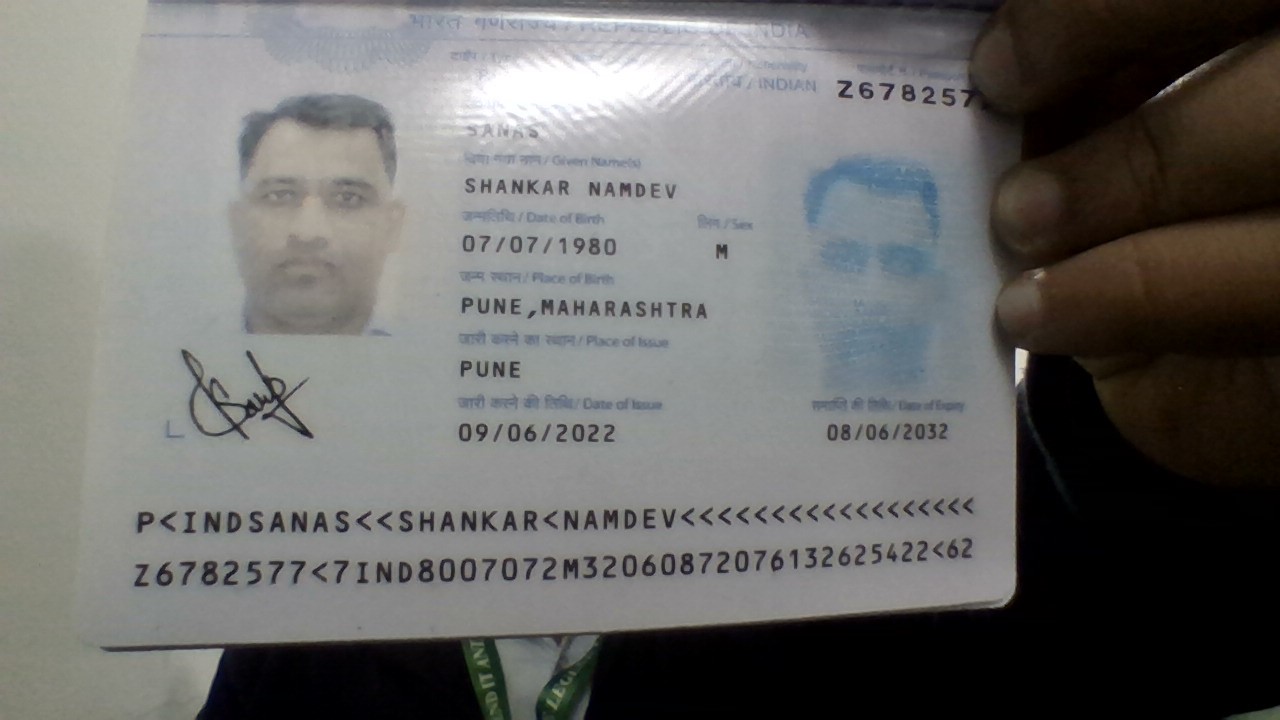 भारत गणराज्य / REPUBLIC OF INDIA
/ INDIAN
Z678257
SANAS
दिया गया नाम / Given Name(s)
SHANKAR NAMDEV
जन्मतिथि / Date of Birth
लिंग / Sex
07/07/1980
M
जन्म स्थान / Place of Birth
PUNE,MAHARASHTRA
जारी करने का स्थान / Place of Issue
PUNE
जारी करने की तिथि / Date of Issue
समाप्ति की तिथि / Date of Expiry
09/06/2022
08/06/2032
P<INDSANAS<<SHANKAR<NAMDEV<<<<<<<<<<<<<<<<<<
Z6782577<7IND8007072M3206087207613262542​2<62